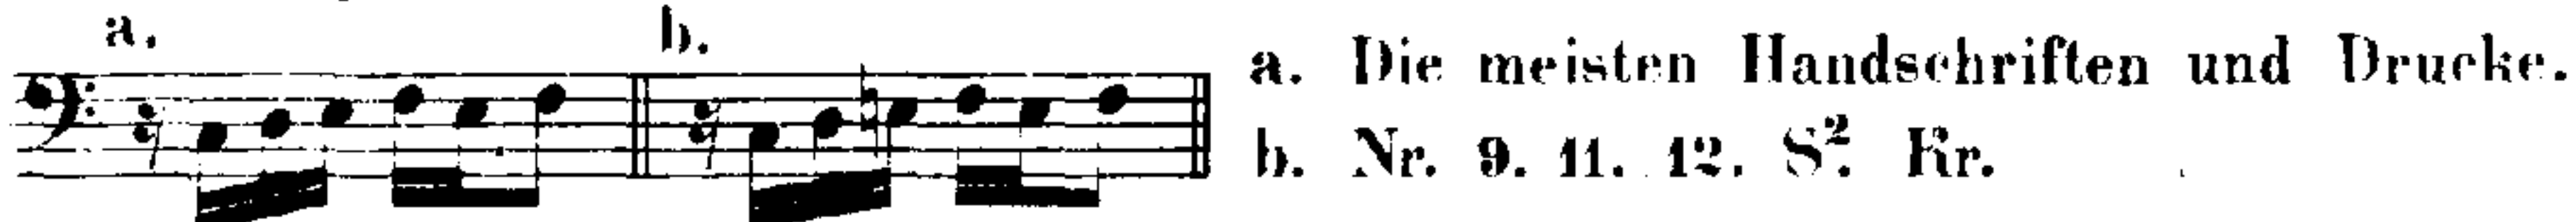 a. b.
a. Die meisten Handschriften und Drucke.
b. Nr. 9. 11. 12. S². Kr.